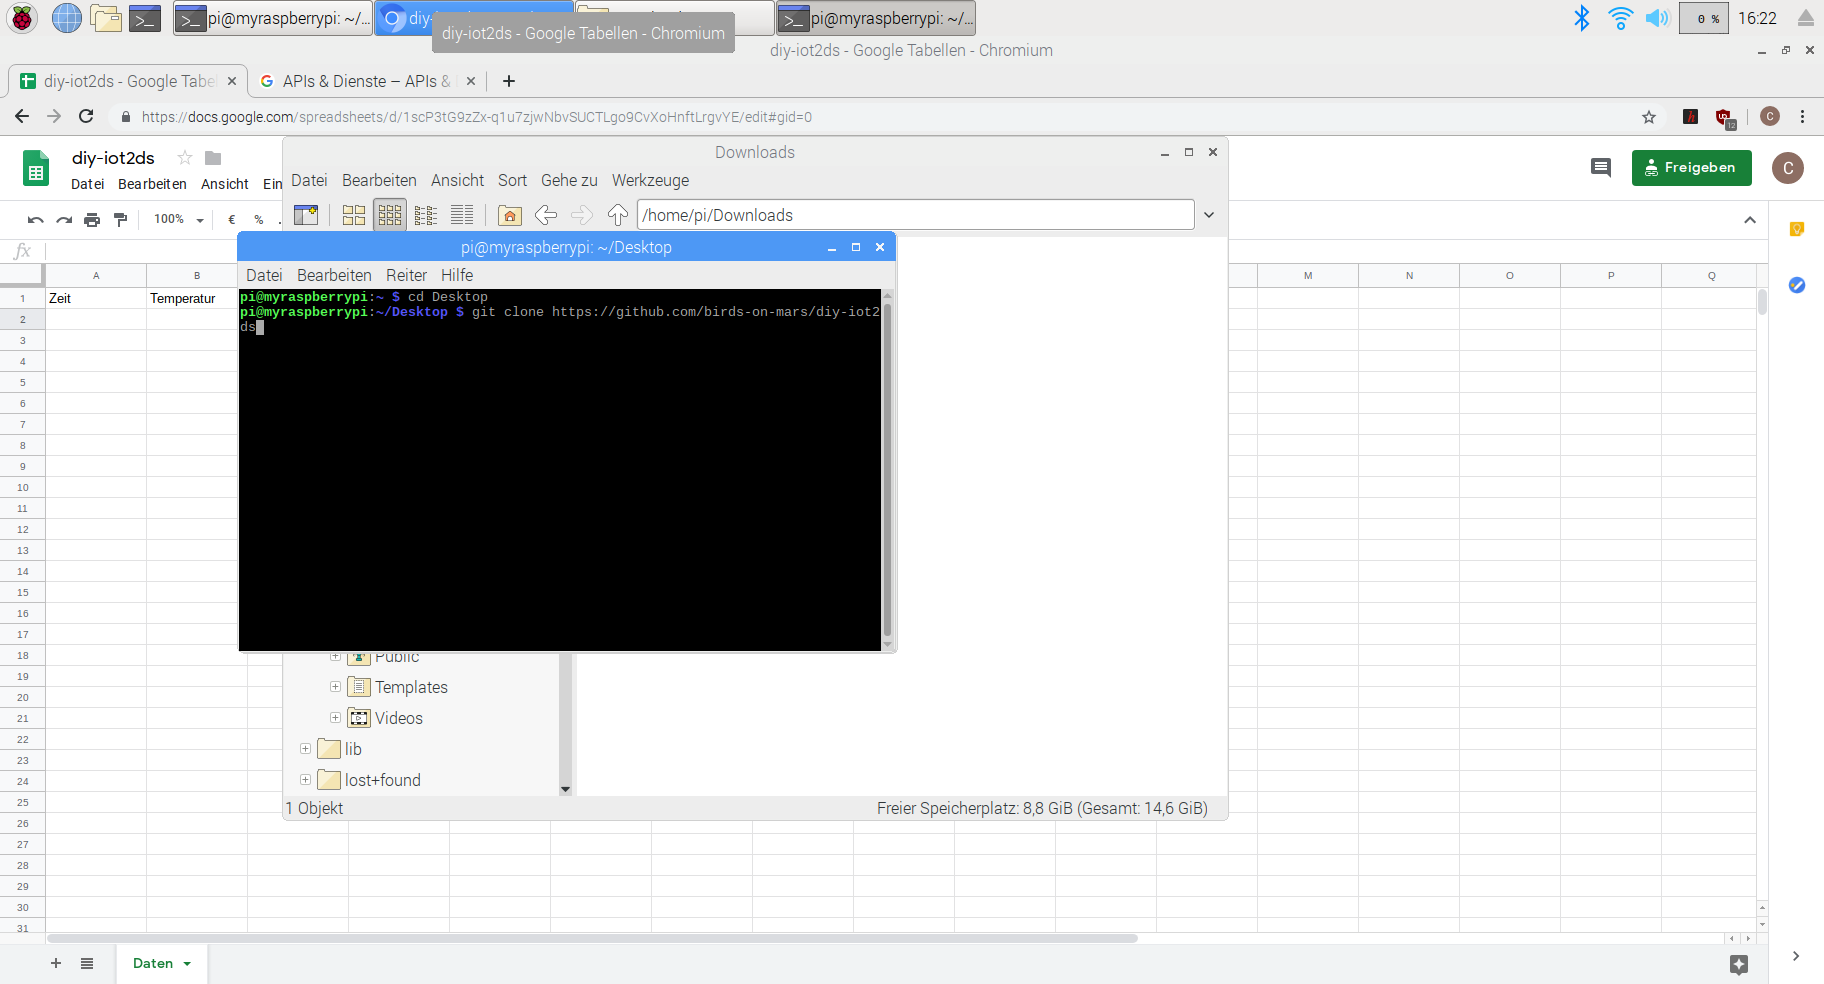 pi@myraspberrypi: ~/...
diy-
pi@myraspberrypi: ~/...
0 %
16:22
diy-iot2ds - Google Tabellen - Chromium
diy-iot2ds - Google Tabellen - Chromium
diy-iot2ds - Google Tabe
APIs & Dienste – APIs &
https://docs.google.com/spreadsheets/d/1scP3tG9zZx-q1u7zjwNbvSUCTLgo9CvXoHnftLrgvYE/edit#gid=0
12
C
diy-iot2ds
Datei Bearbeiten Ansicht Ein
Freigeben
C
100% € %
fx
A B M N O P Q
1 Zeit Temperatur
2
3
4
5
6
7
8
9
10
11
12
13
14
15
16
17
18
19
20
21
22
23
24
25
26
27
28
29
30
31
Daten
Downloads
Datei Bearbeiten Ansicht Sort Gehe zu Werkzeuge
/home/pi/Downloads
pi@myraspberrypi: ~/Desktop
Datei Bearbeiten Reiter Hilfe
pi@myraspberrypi:~ $ cd Desktop
pi@myraspberrypi:~/Desktop $ git clone https://github.com/birds-on-mars/diy-iot2
ds
Public
Templates
Videos
lib
lost+found
1 Objekt
Freier Speicherplatz: 8,8 GiB (Gesamt: 14,6 GiB)